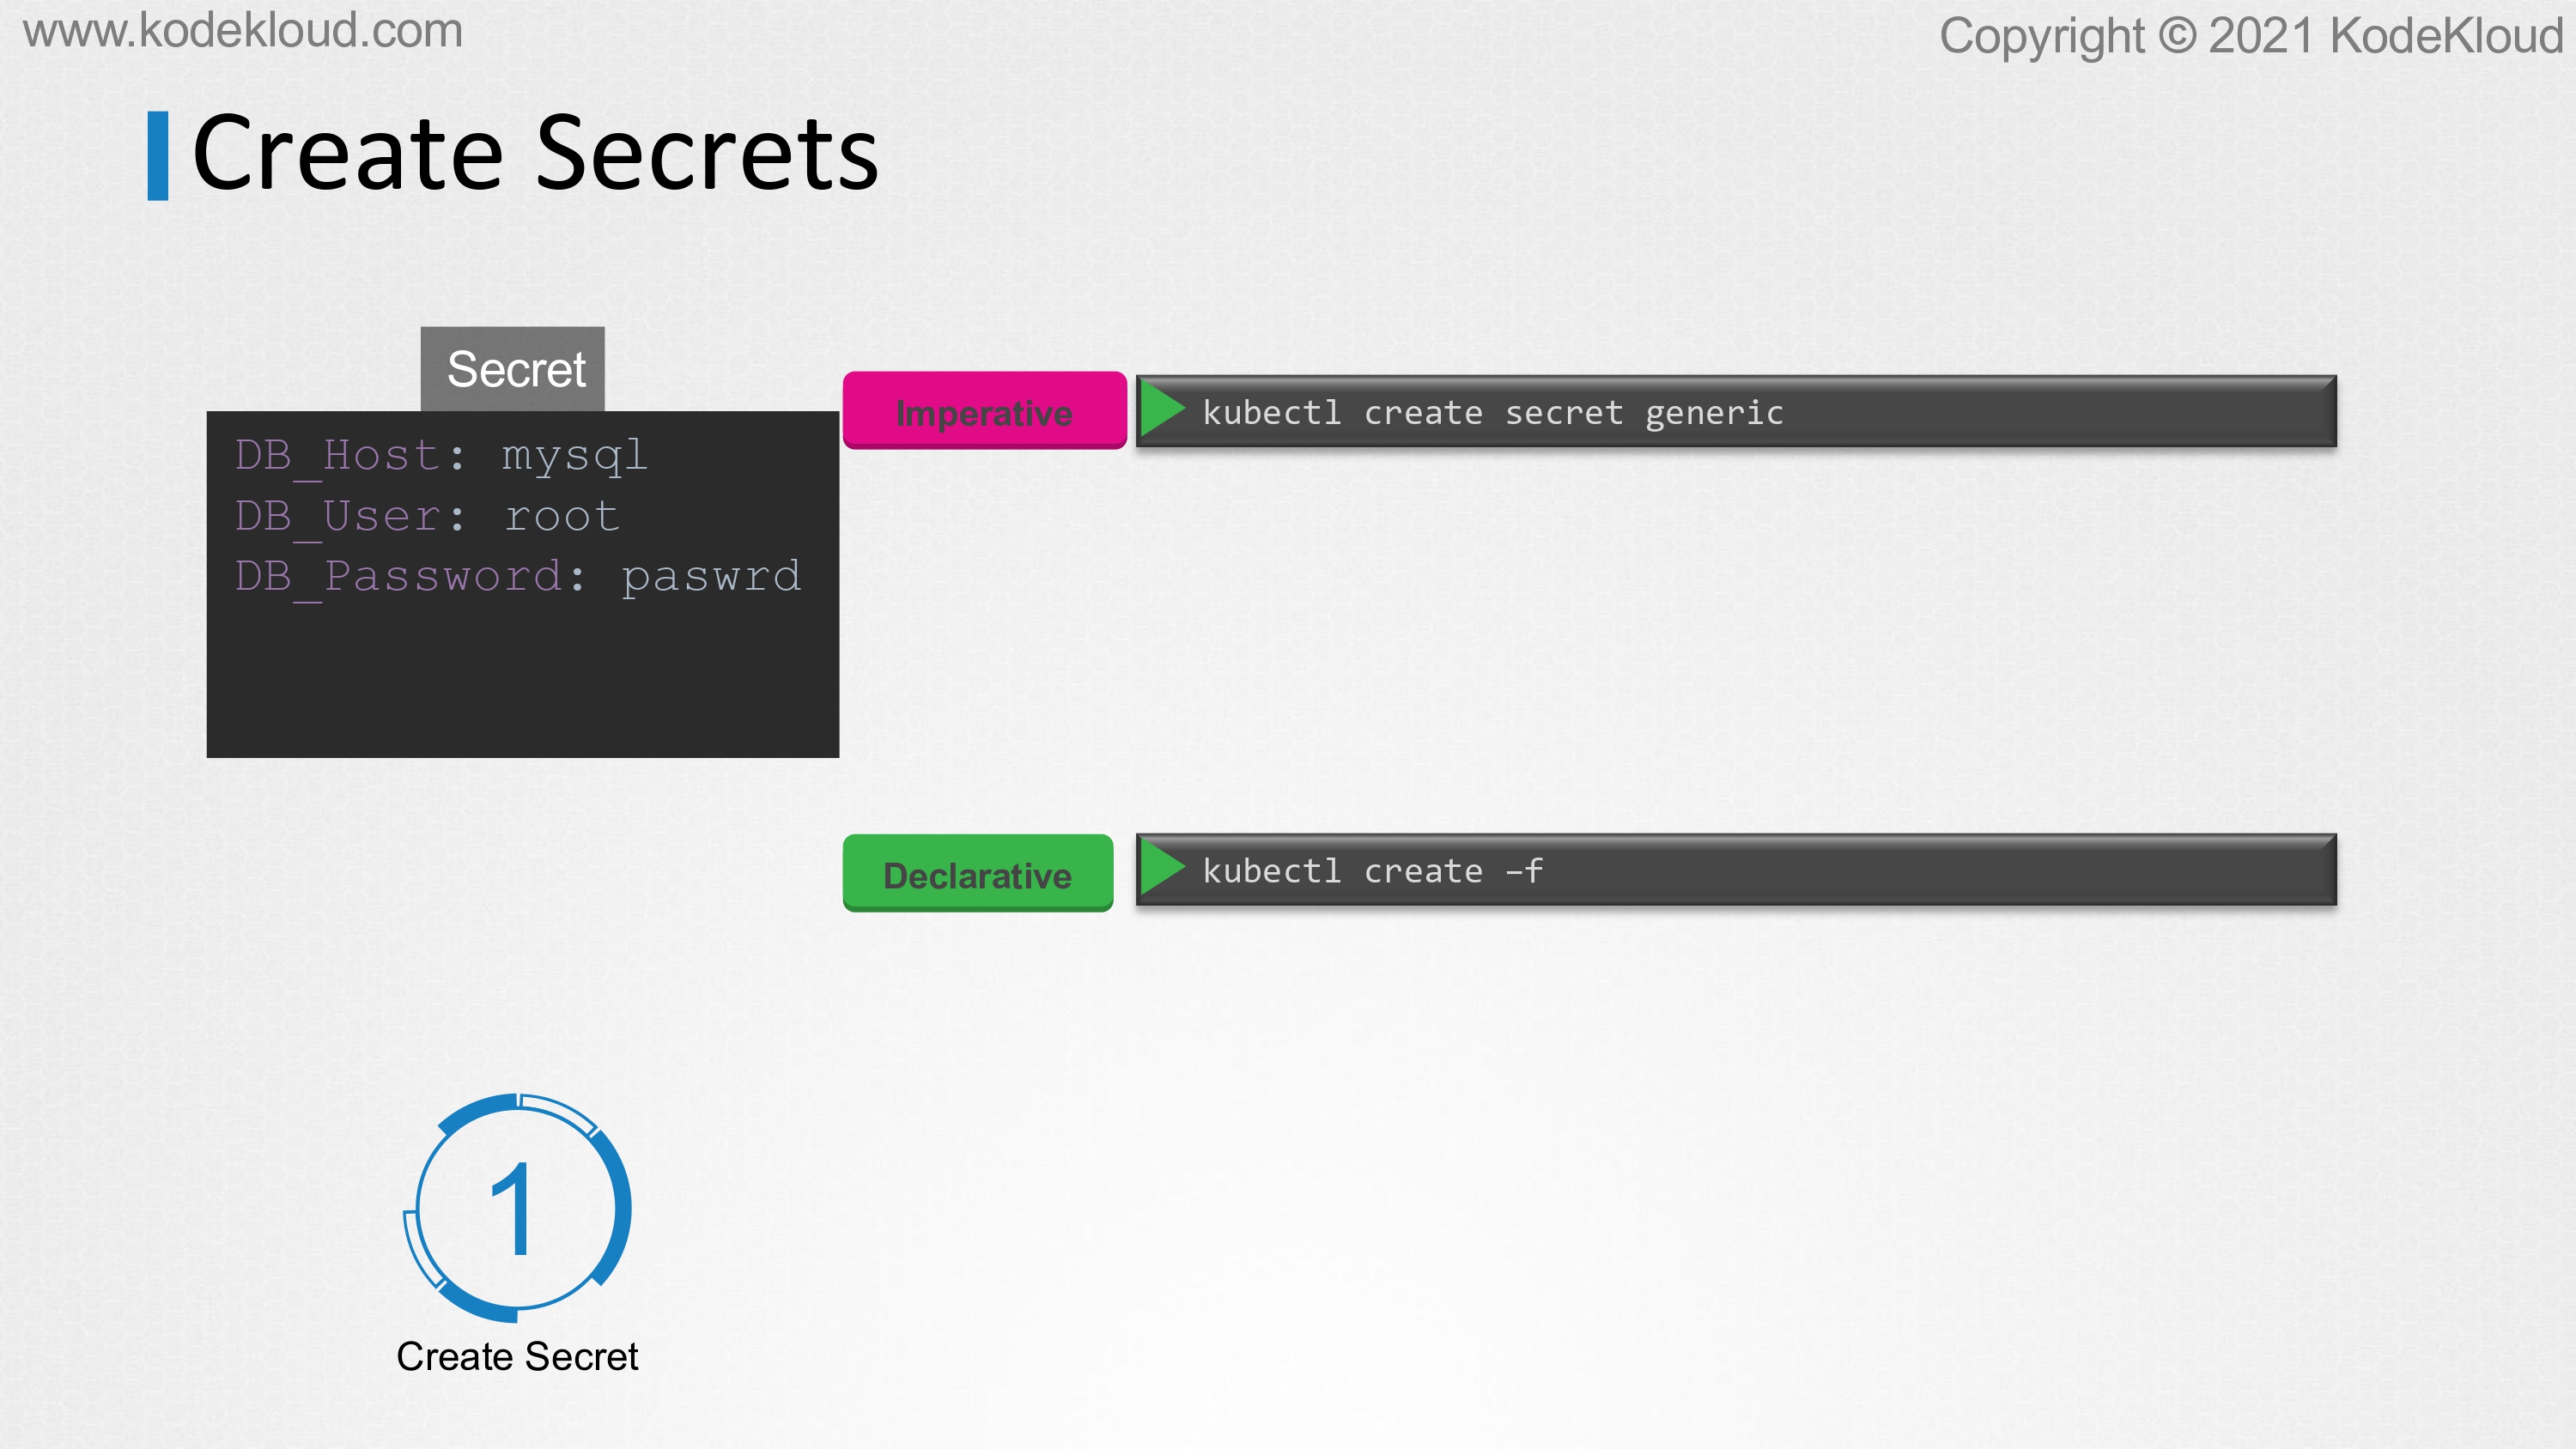 www.kodekloud.com
Copyright © 2021 KodeKloud
Create Secrets
Secret
DB_Host: mysql
DB_User: root
DB_Password: paswrd
Imperative
kubectl create secret generic
Declarative
kubectl create –f
1
Create Secret